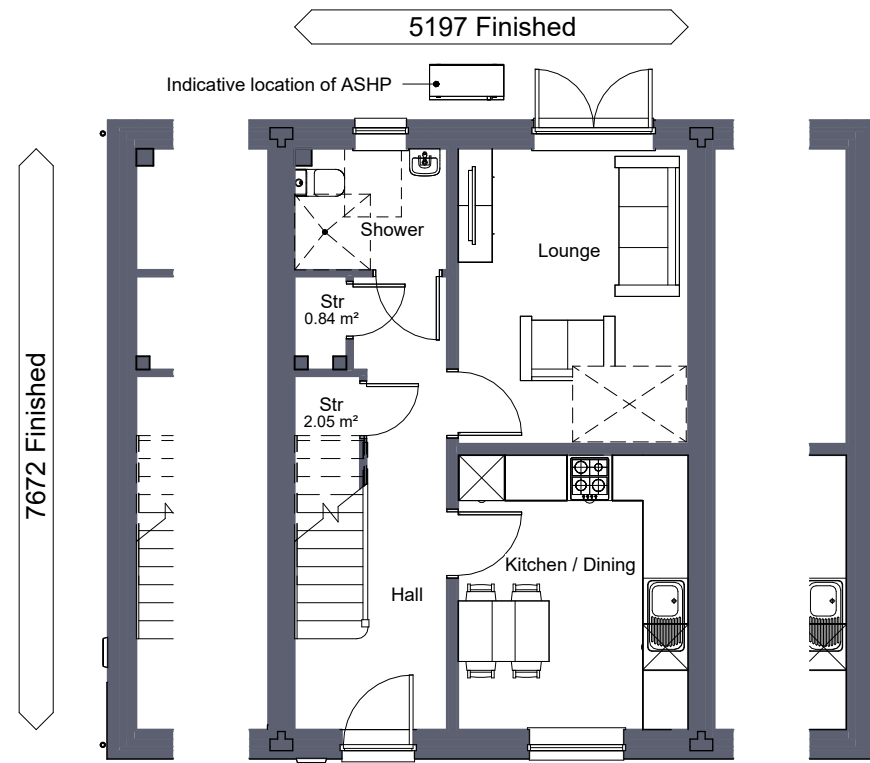 5197 Finished
Indicative location of ASHP
7672 Finished
Shower
Lounge
Str
0.84 m²
Str
2.05 m²
Kitchen / Dining
Hall